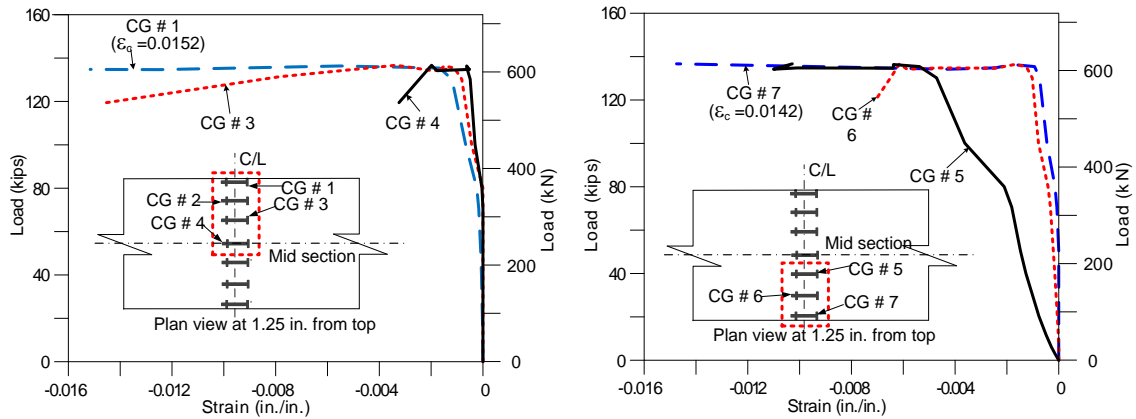 160
120
80
40
0
Load (kips)
-0.016
-0.012
-0.008
-0.004
0
Strain (in./in.)
600
400
200
0
Load (kN)
CG # 1
(εc =0.0152)
CG # 3
CG # 4
C/L
CG # 1
CG # 2
CG # 3
CG # 4
Mid section
Plan view at 1.25 in. from top
160
120
80
40
0
Load (kips)
-0.016
-0.012
-0.008
-0.004
0
Strain (in./in.)
600
400
200
0
Load (kN)
CG # 7
(εc =0.0142)
CG #
6
CG # 5
C/L
Mid section
CG # 5
CG # 6
CG # 7
Plan view at 1.25 in. from top